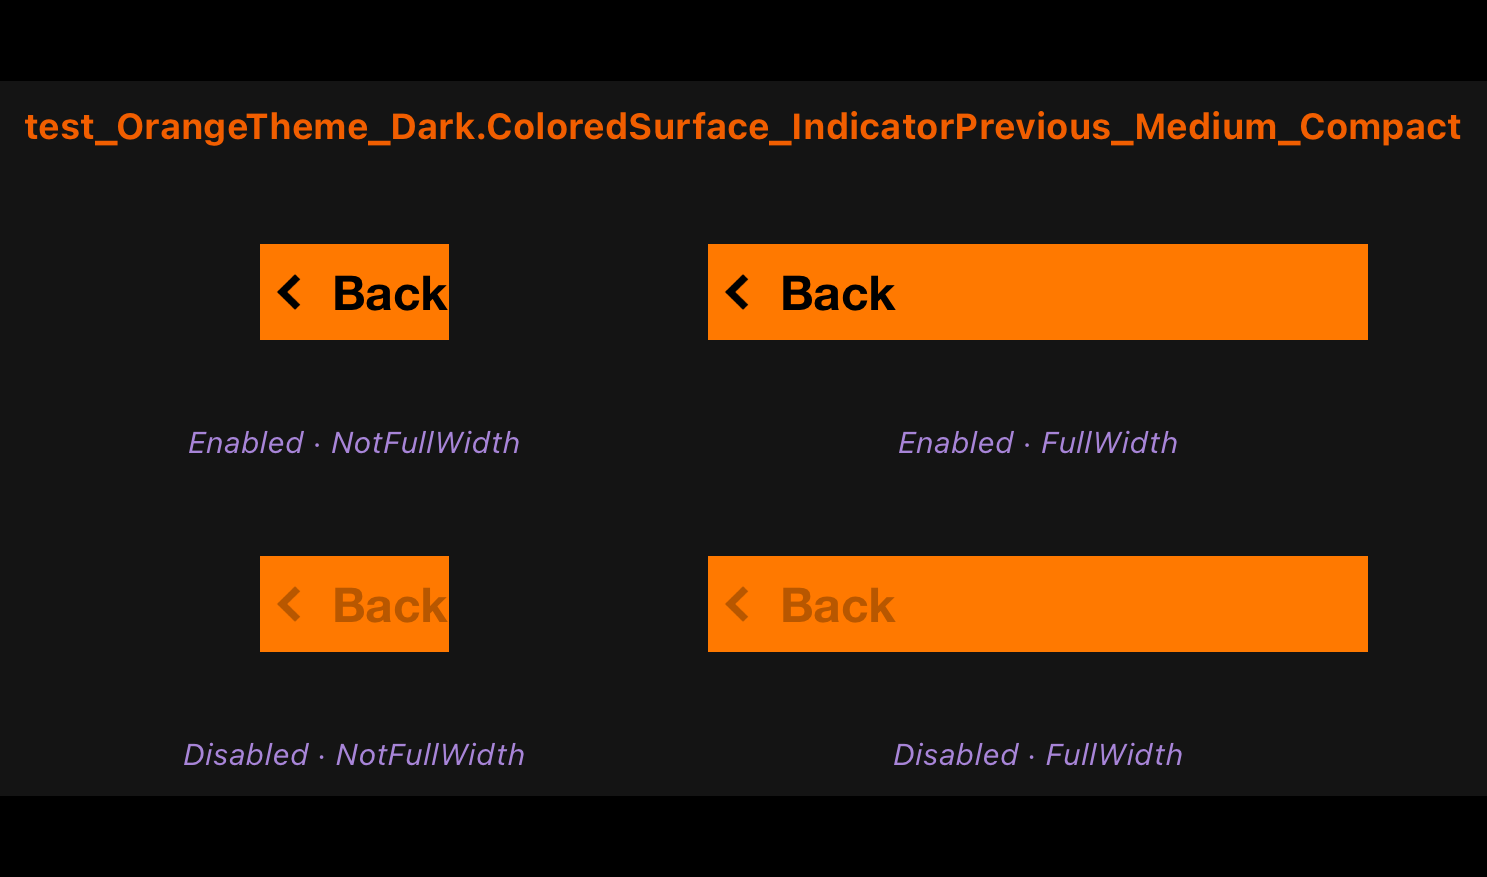 test_OrangeTheme_Dark.ColoredSurface_IndicatorPrevious_Medium_Compact
Back
Back
Enabled · NotFullWidth
Enabled · FullWidth
Back
Back
Disabled · NotFullWidth
Disabled · FullWidth